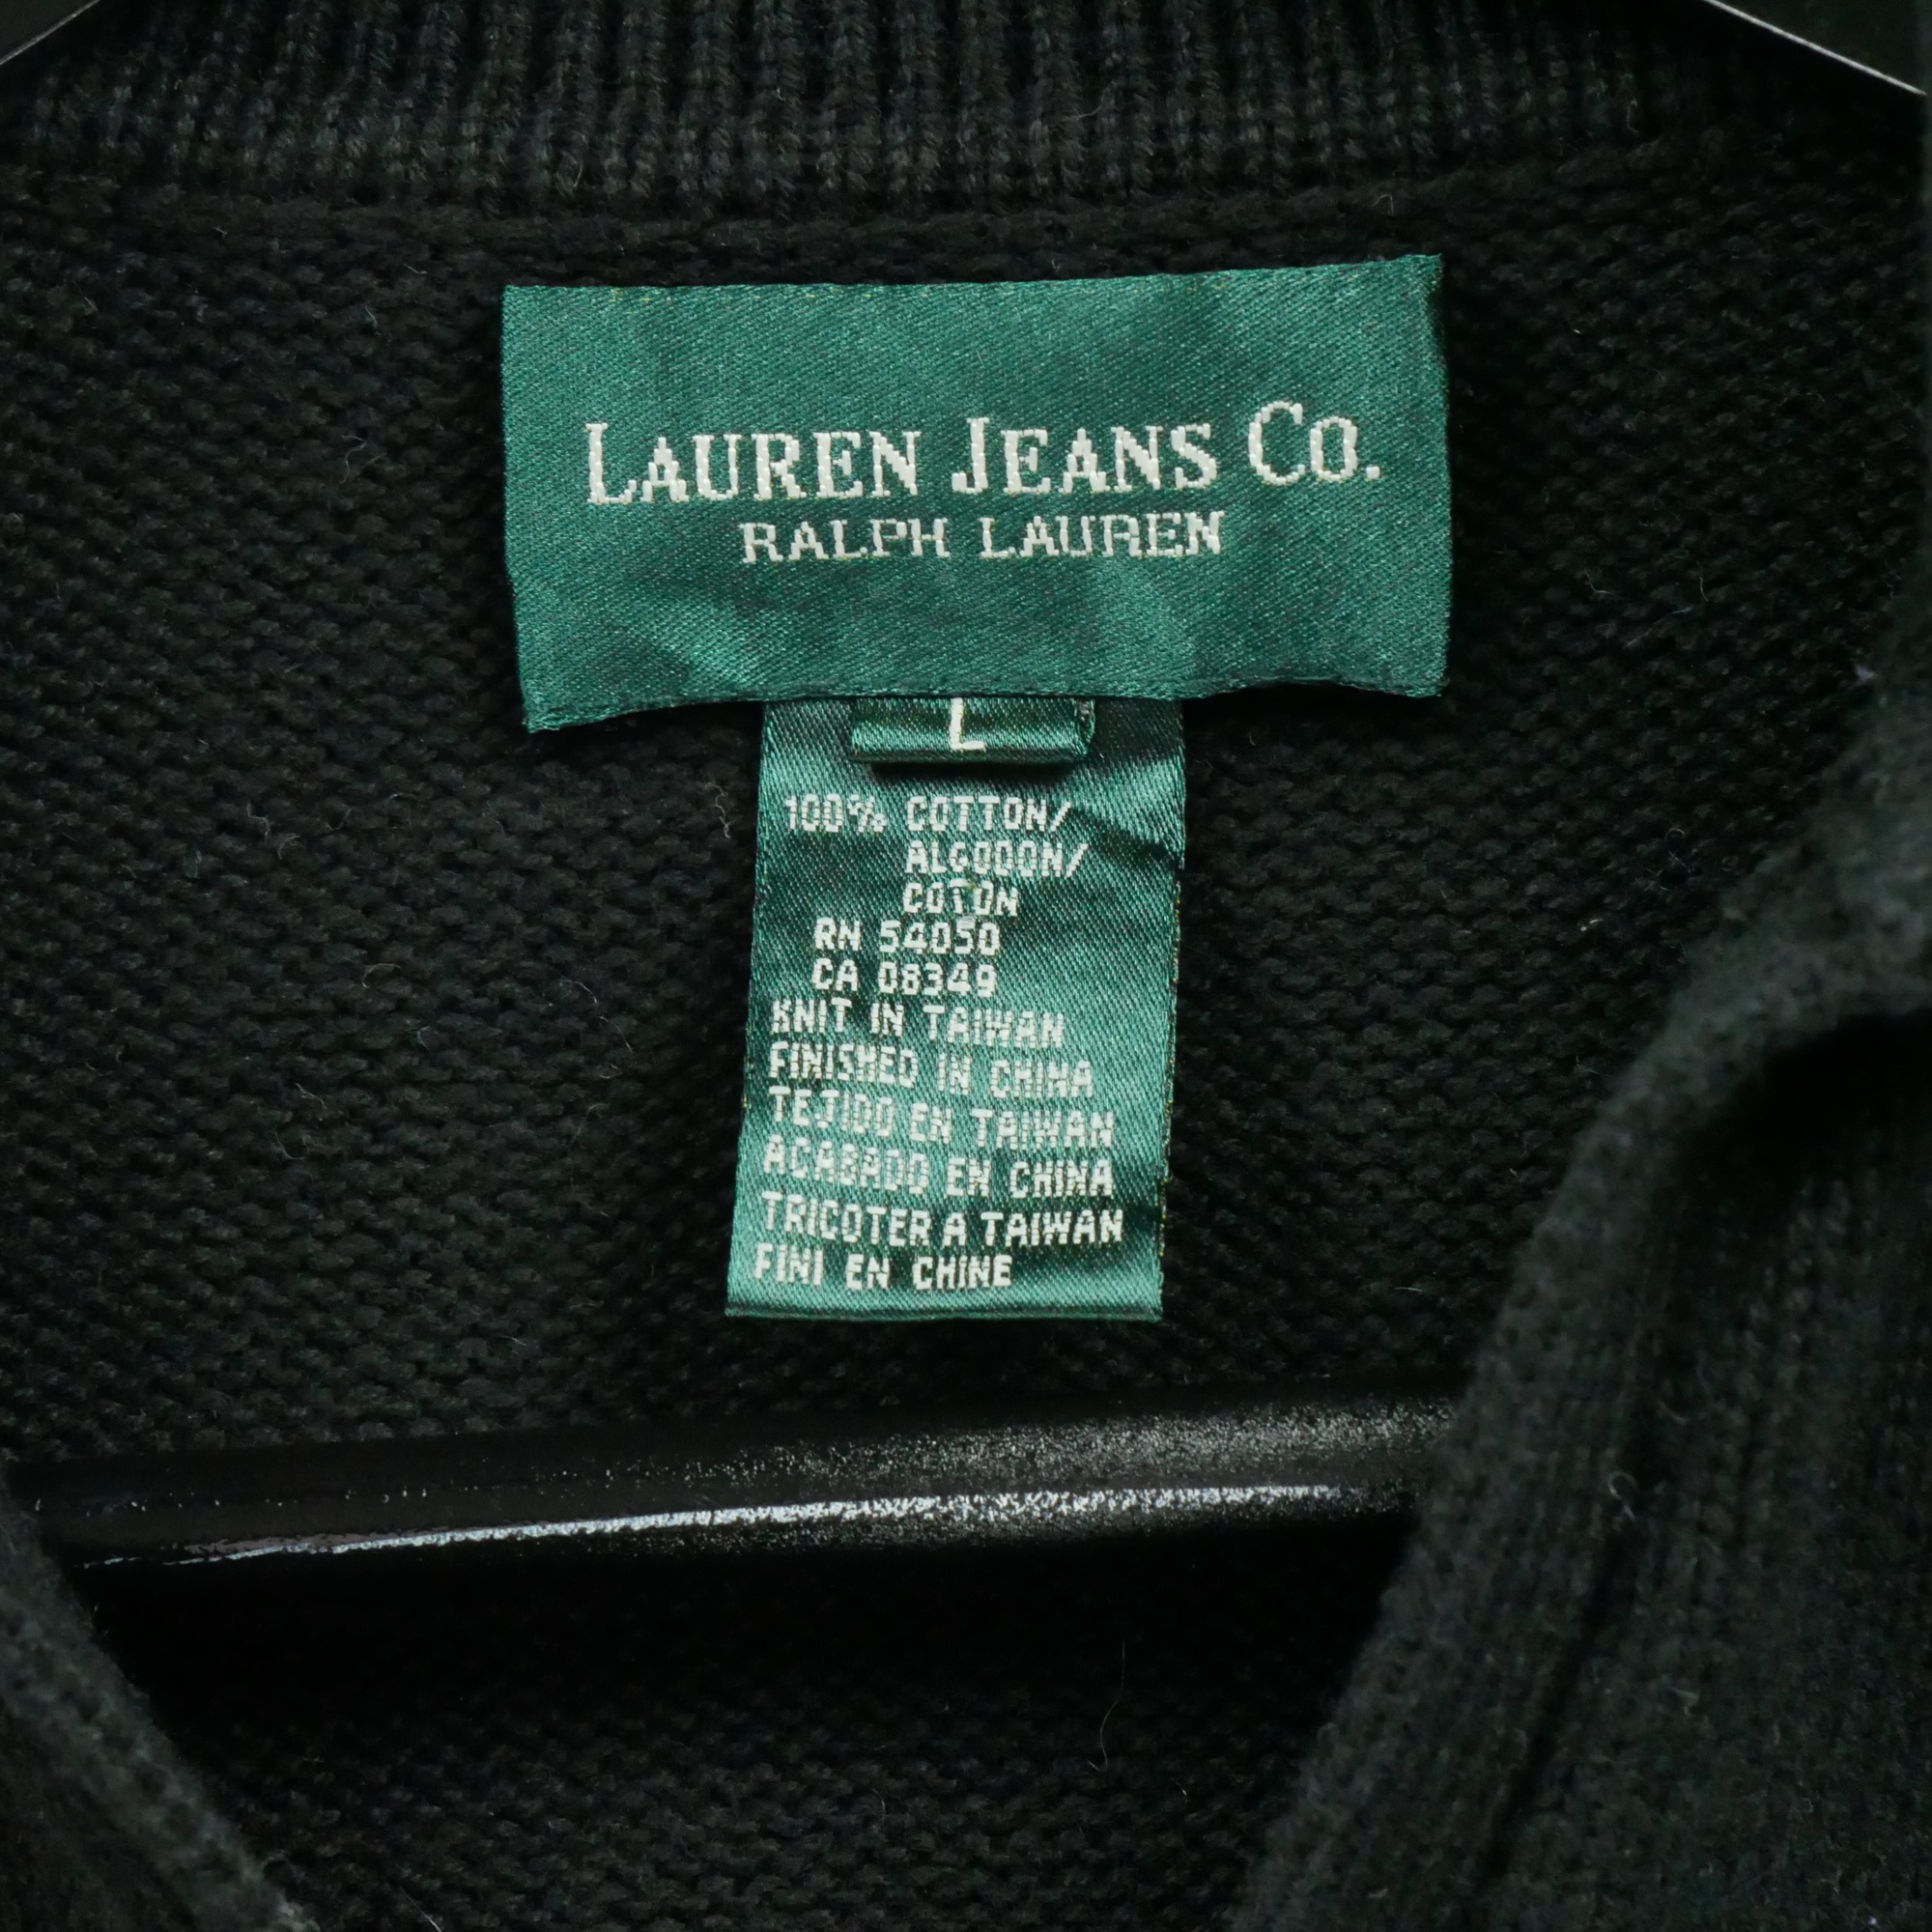 LAUREN JEANS CO.
RALPH LAUREN
L
100% COTTON/
ALGODON/
COTON
RN 54050
CA 08349
KNIT IN TAIWAN
FINISHED IN CHINA
TEJIDO EN TAIWAN
ACABADO EN CHINA
TRICOTER A TAIWAN
FINI EN CHINE